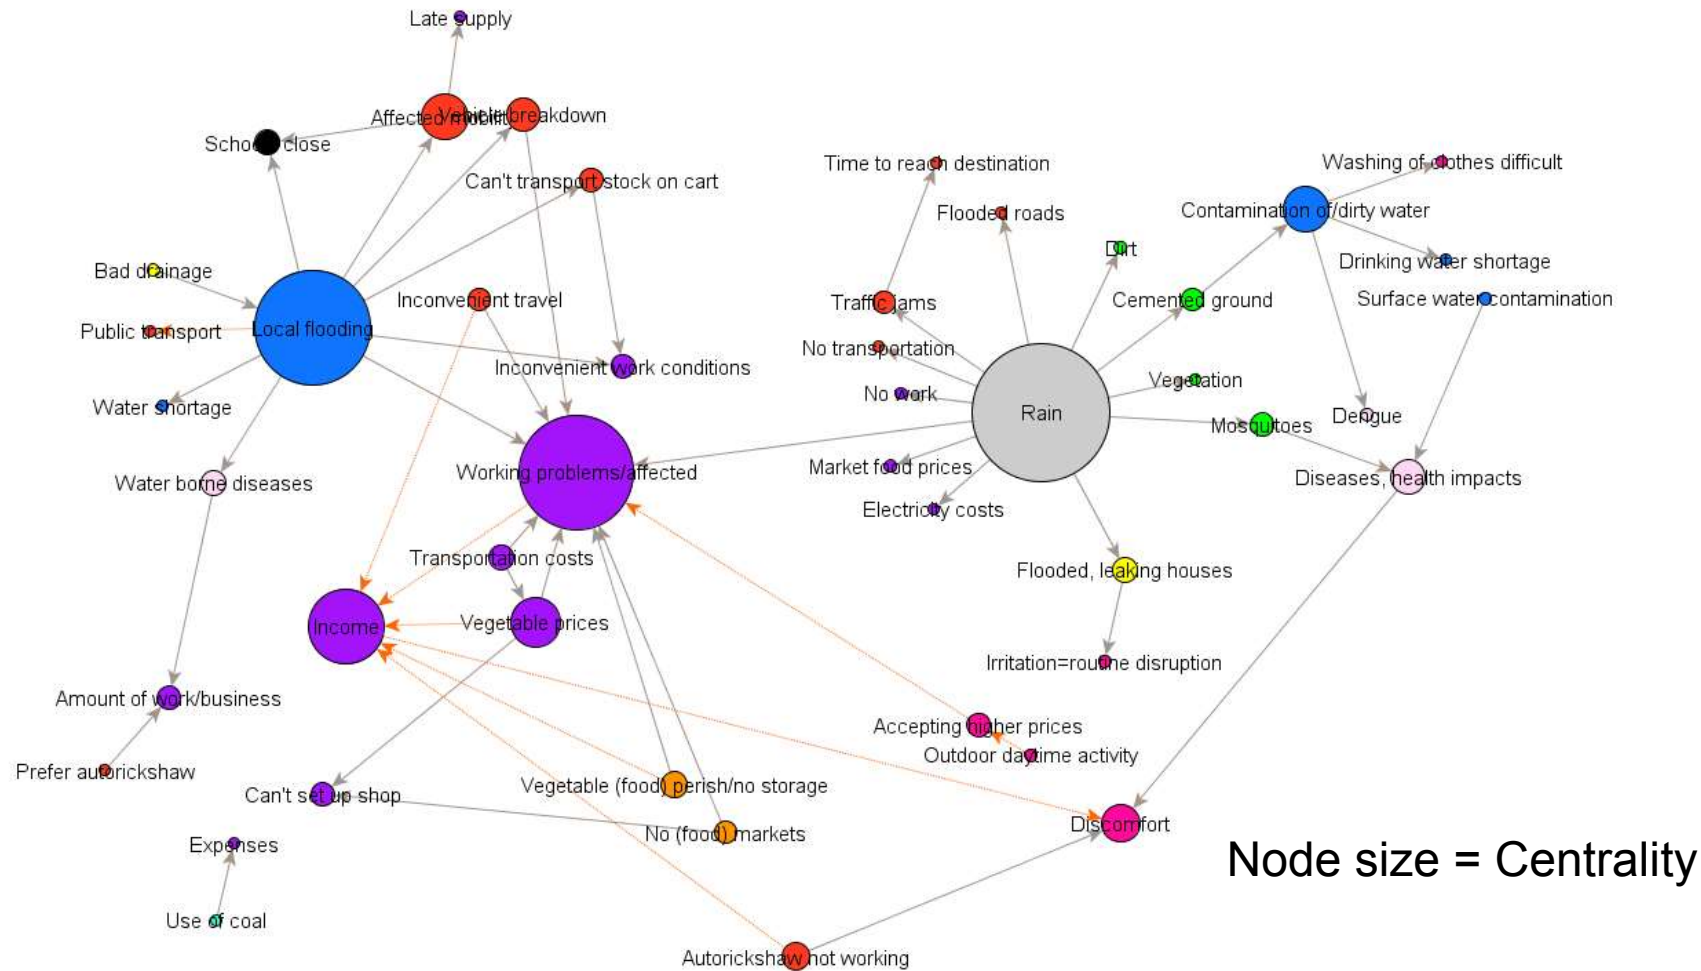 Late supply
Affected mobility
Vehicle breakdown
Schools close
Can't transport stock on cart
Time to reach destination
Washing of clothes difficult
Flooded roads
Contamination of/dirty water
Dirt
Drinking water shortage
Bad drainage
Inconvenient travel
Traffic jams
Cemented ground
Surface water contamination
Public transport
Local flooding
No transportation
Inconvenient work conditions
Vegetation
No work
Water shortage
Rain
Dengue
Mosquitoes
Working problems/affected
Market food prices
Diseases, health impacts
Water borne diseases
Electricity costs
Transportation costs
Flooded, leaking houses
Income
Vegetable prices
Irritation=routine disruption
Amount of work/business
Accepting higher prices
Outdoor daytime activity
Prefer autorickshaw
Vegetable (food) perish/no storage
Can't set up shop
No (food) markets
Discomfort
Expenses
Node size = Centrality
Use of coal
Autorickshaw not working